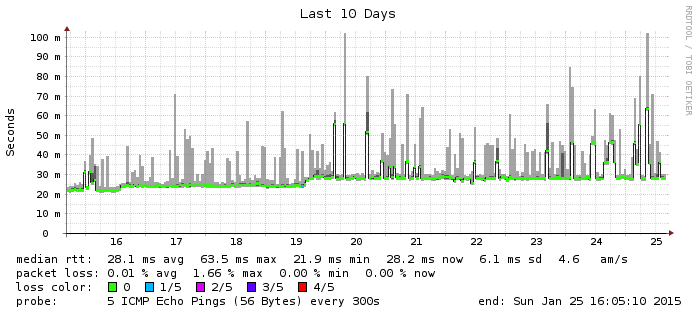 Last 10 Days
RRDTOOL / TOBI OETIKER
Seconds
100 m
90 m
80 m
70 m
60 m
50 m
40 m
30 m
20 m
10 m
0
16 17 18 19 20 21 22 23 24 25
median rtt: 28.1 ms avg 63.5 ms max 21.9 ms min 28.2 ms now 6.1 ms sd 4.6 am/s
packet loss: 0.01 % avg 1.66 % max 0.00 % min 0.00 % now
loss color: 0 1/5 2/5 3/5 4/5
probe: 5 ICMP Echo Pings (56 Bytes) every 300s end: Sun Jan 25 16:05:10 2015